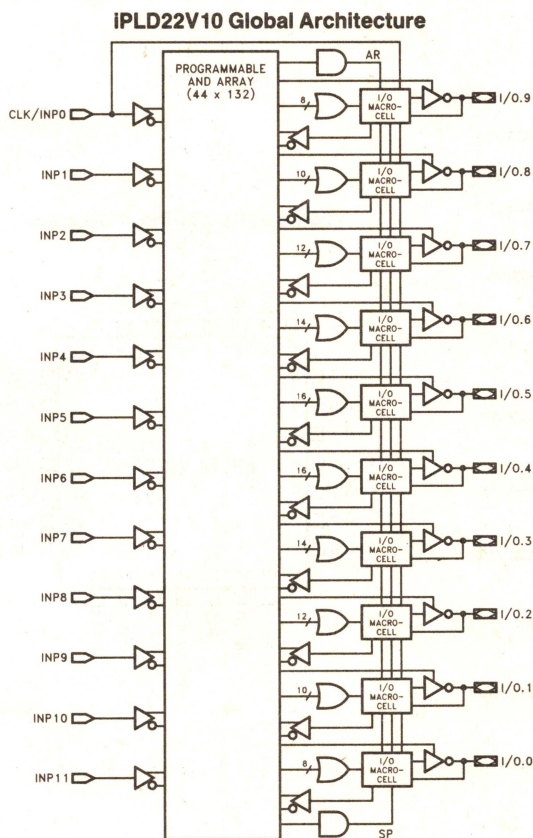 iPLD22V10 Global Architecture
PROGRAMMABLE
AND ARRAY
(44 x 132)
AR
CLK/INP0
INP1
INP2
INP3
INP4
INP5
INP6
INP7
INP8
INP9
INP10
INP11
8
I/O
MACRO-
CELL
I/O.9
10
I/O
MACRO-
CELL
I/O.8
12
I/O
MACRO-
CELL
I/O.7
14
I/O
MACRO-
CELL
I/O.6
16
I/O
MACRO-
CELL
I/O.5
16
I/O
MACRO-
CELL
I/O.4
14
I/O
MACRO-
CELL
I/O.3
12
I/O
MACRO-
CELL
I/O.2
10
I/O
MACRO-
CELL
I/O.1
8
I/O
MACRO-
CELL
I/O.0
SP